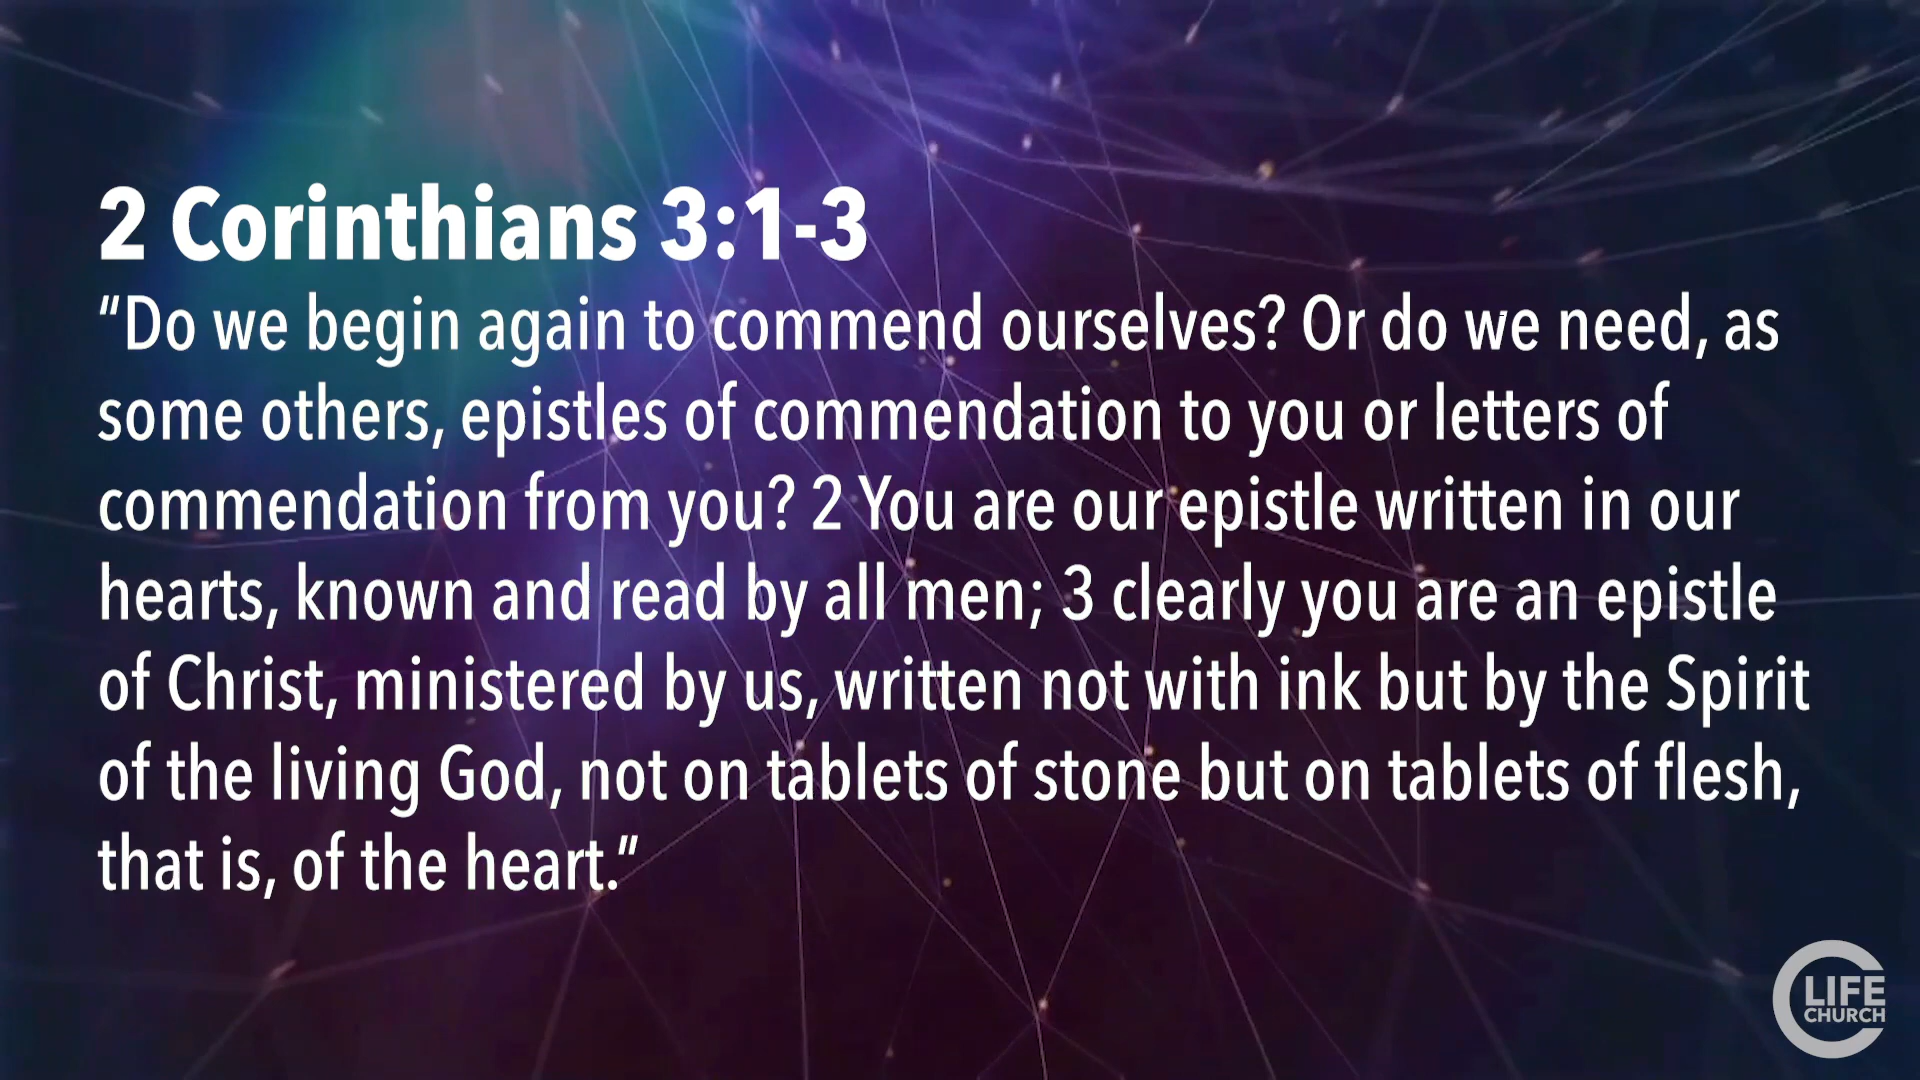 2 Corinthians 3:1-3
“Do we begin again to commend ourselves? Or do we need, as
some others, epistles of commendation to you or letters of
commendation from you? 2 You are our epistle written in our
hearts, known and read by all men; 3 clearly you are an epistle
of Christ, ministered by us, written not with ink but by the Spirit
of the living God, not on tablets of stone but on tablets of flesh,
that is, of the heart.”
LIFE
CHURCH